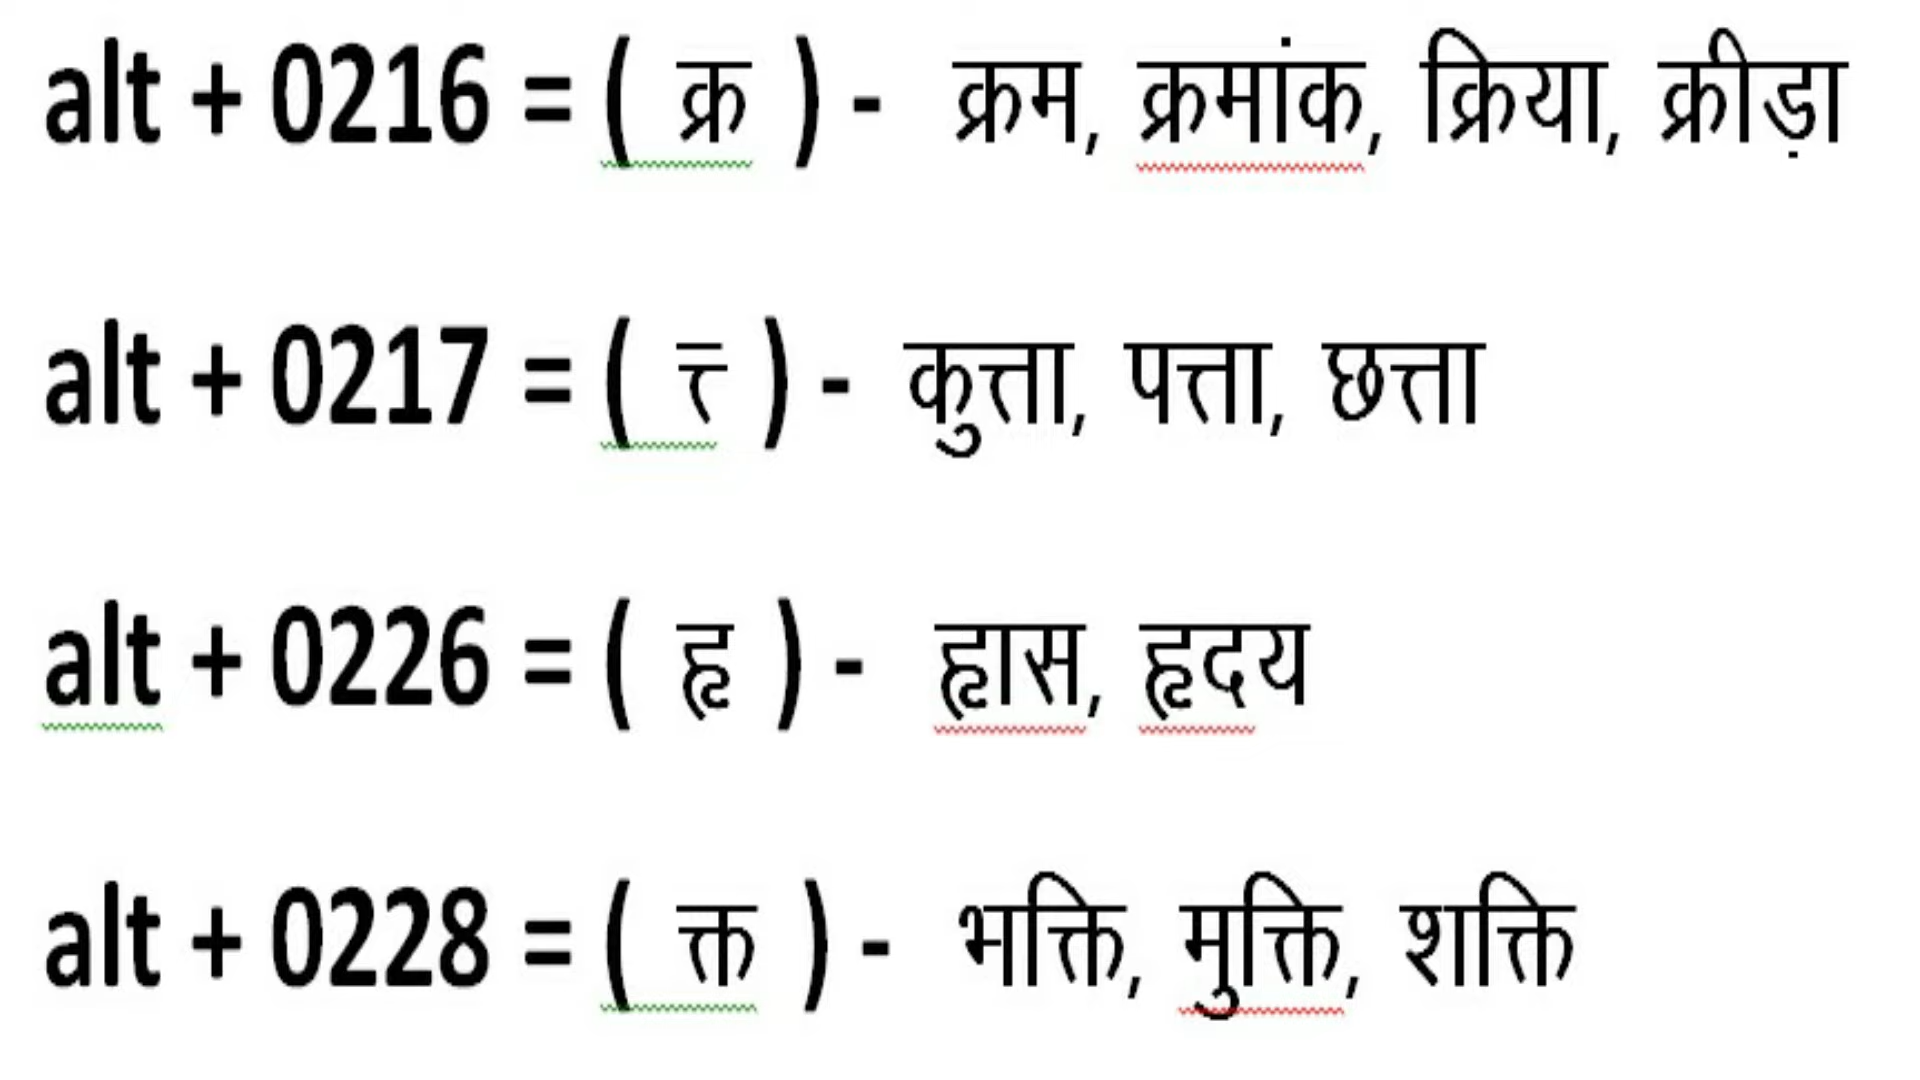 alt + 0216 = ( क्र ) - क्रम, क्रमांक, क्रिया, क्रीड़ा
alt + 0217 = ( त्त् ) - कुत्ता, पत्ता, छत्ता
alt + 0226 = ( हृ ) - हृास, हृदय
alt + 0228 = ( क्त ) - भक्ति, मुक्ति, शक्ति